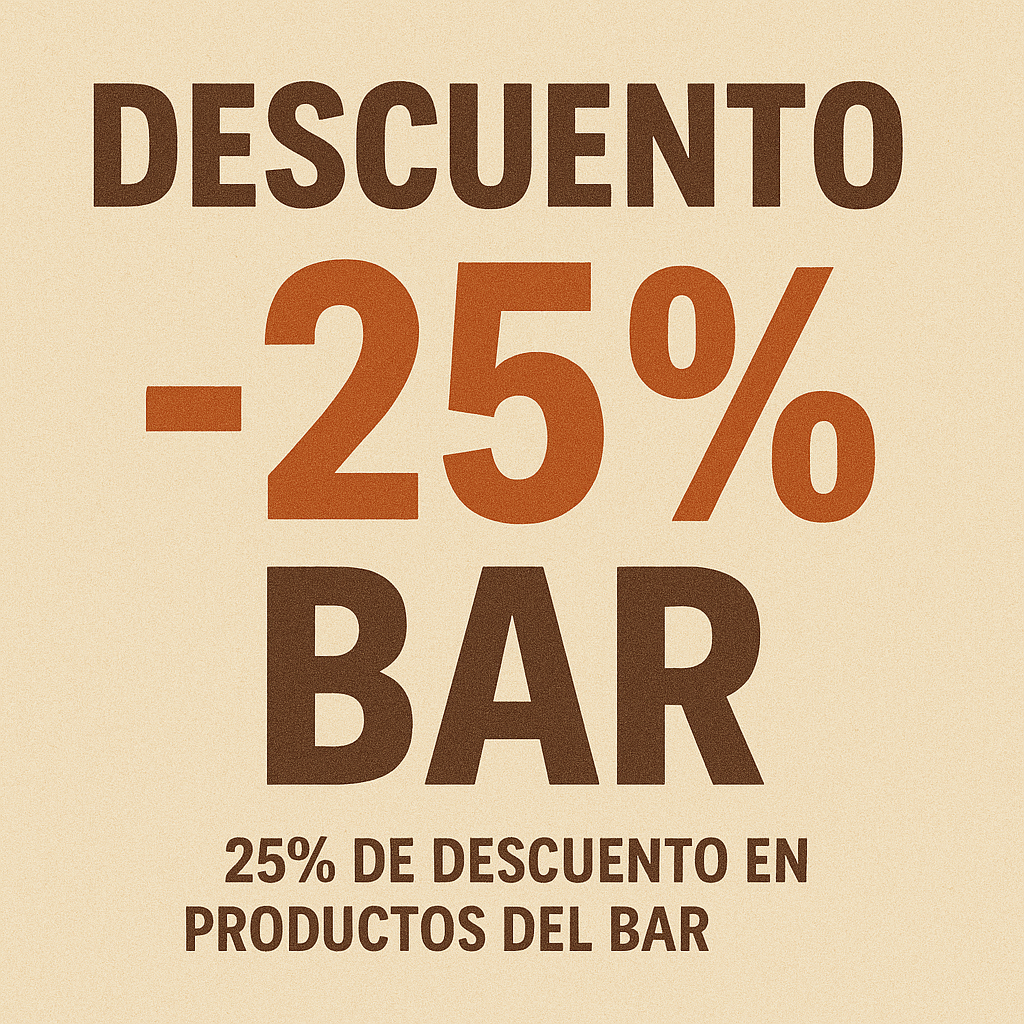 DESCUENTO
-25%
BAR
25% DE DESCUENTO EN
PRODUCTOS DEL BAR